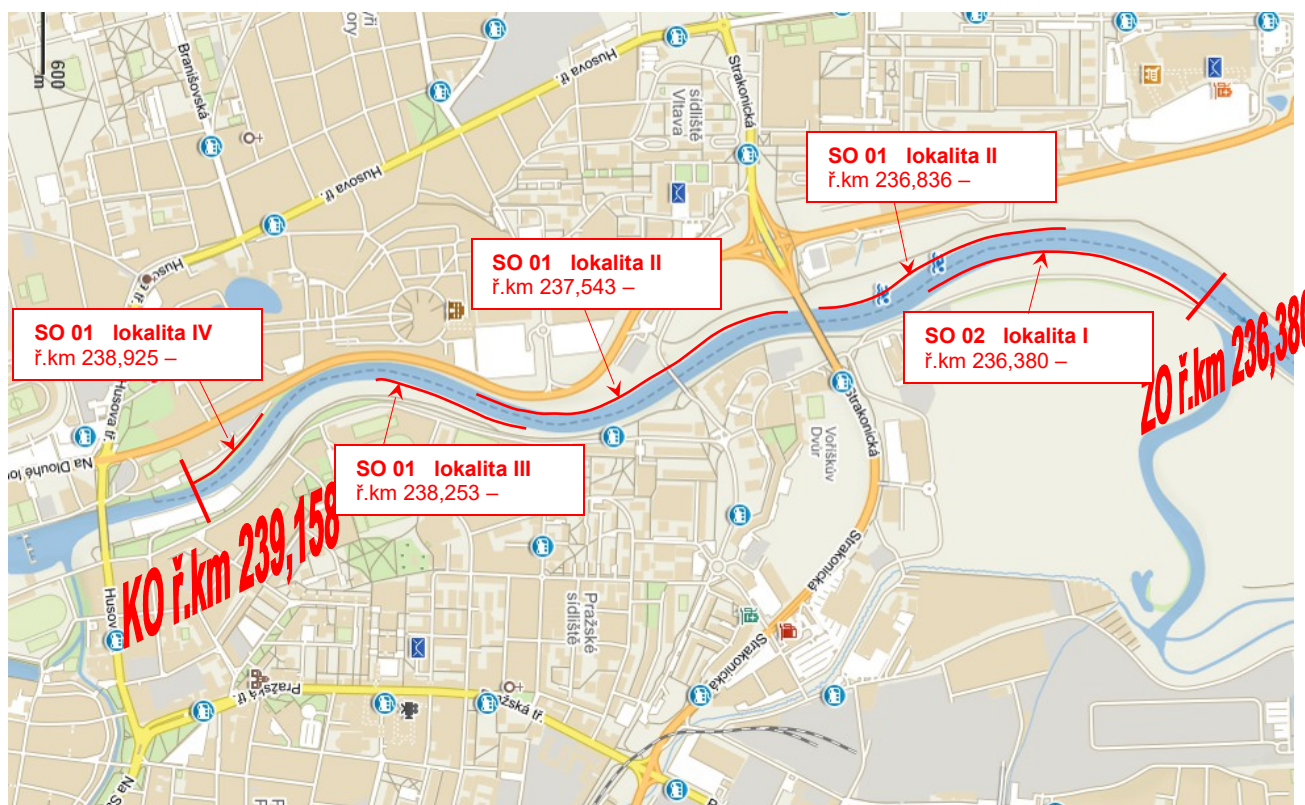 600
m
Branišovská
Husova tř.
Strakonická
sídliště
Vltava
Husova tř.
SO 01 lokalita II
ř.km 236,836 –
SO 01 lokalita II
ř.km 237,543 –
SO 01 lokalita IV
ř.km 238,925 –
SO 02 lokalita I
ř.km 236,380 –
ZO ř.km 236,380
Husova tř.
Husova tř.
Na Dlouhé
Strakonická
Voříškův
Dvůr
SO 01 lokalita III
ř.km 238,253 –
KO ř.km 239,158
Husov
Strakonická
Pražské
sídliště
Strakonická
Pražská tř.
Pražská tř.